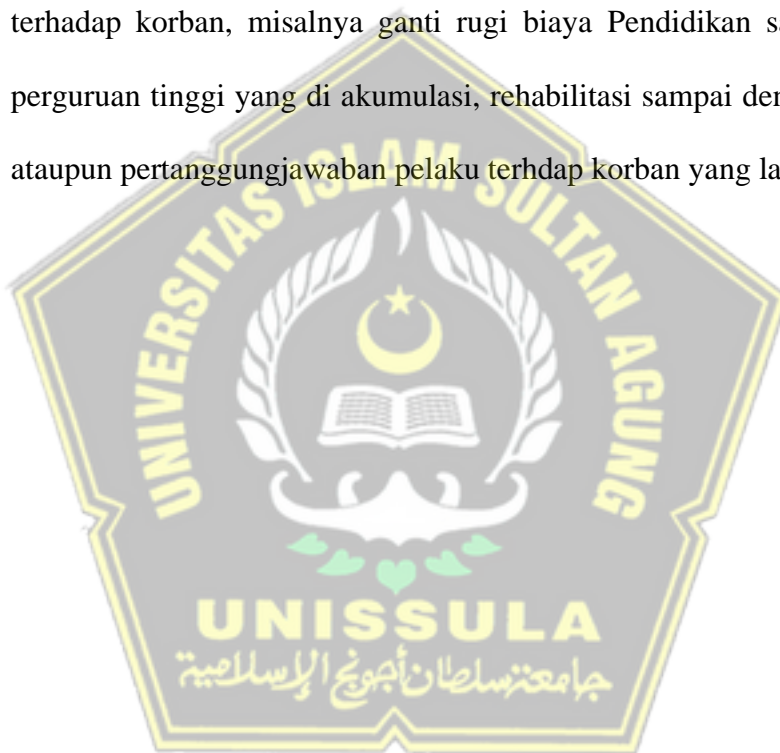 terhadap korban, misalnya ganti rugi biaya Pendidikan
perguruan tinggi yang di akumulasi, rehabilitasi sampai
ataupun pertanggungjawaban pelaku terhdap korban yang
UNIVERSITAS ISLAM SULTAN AGUNG
UNISSULA
جامعة سلطان أجونج الإسلامية